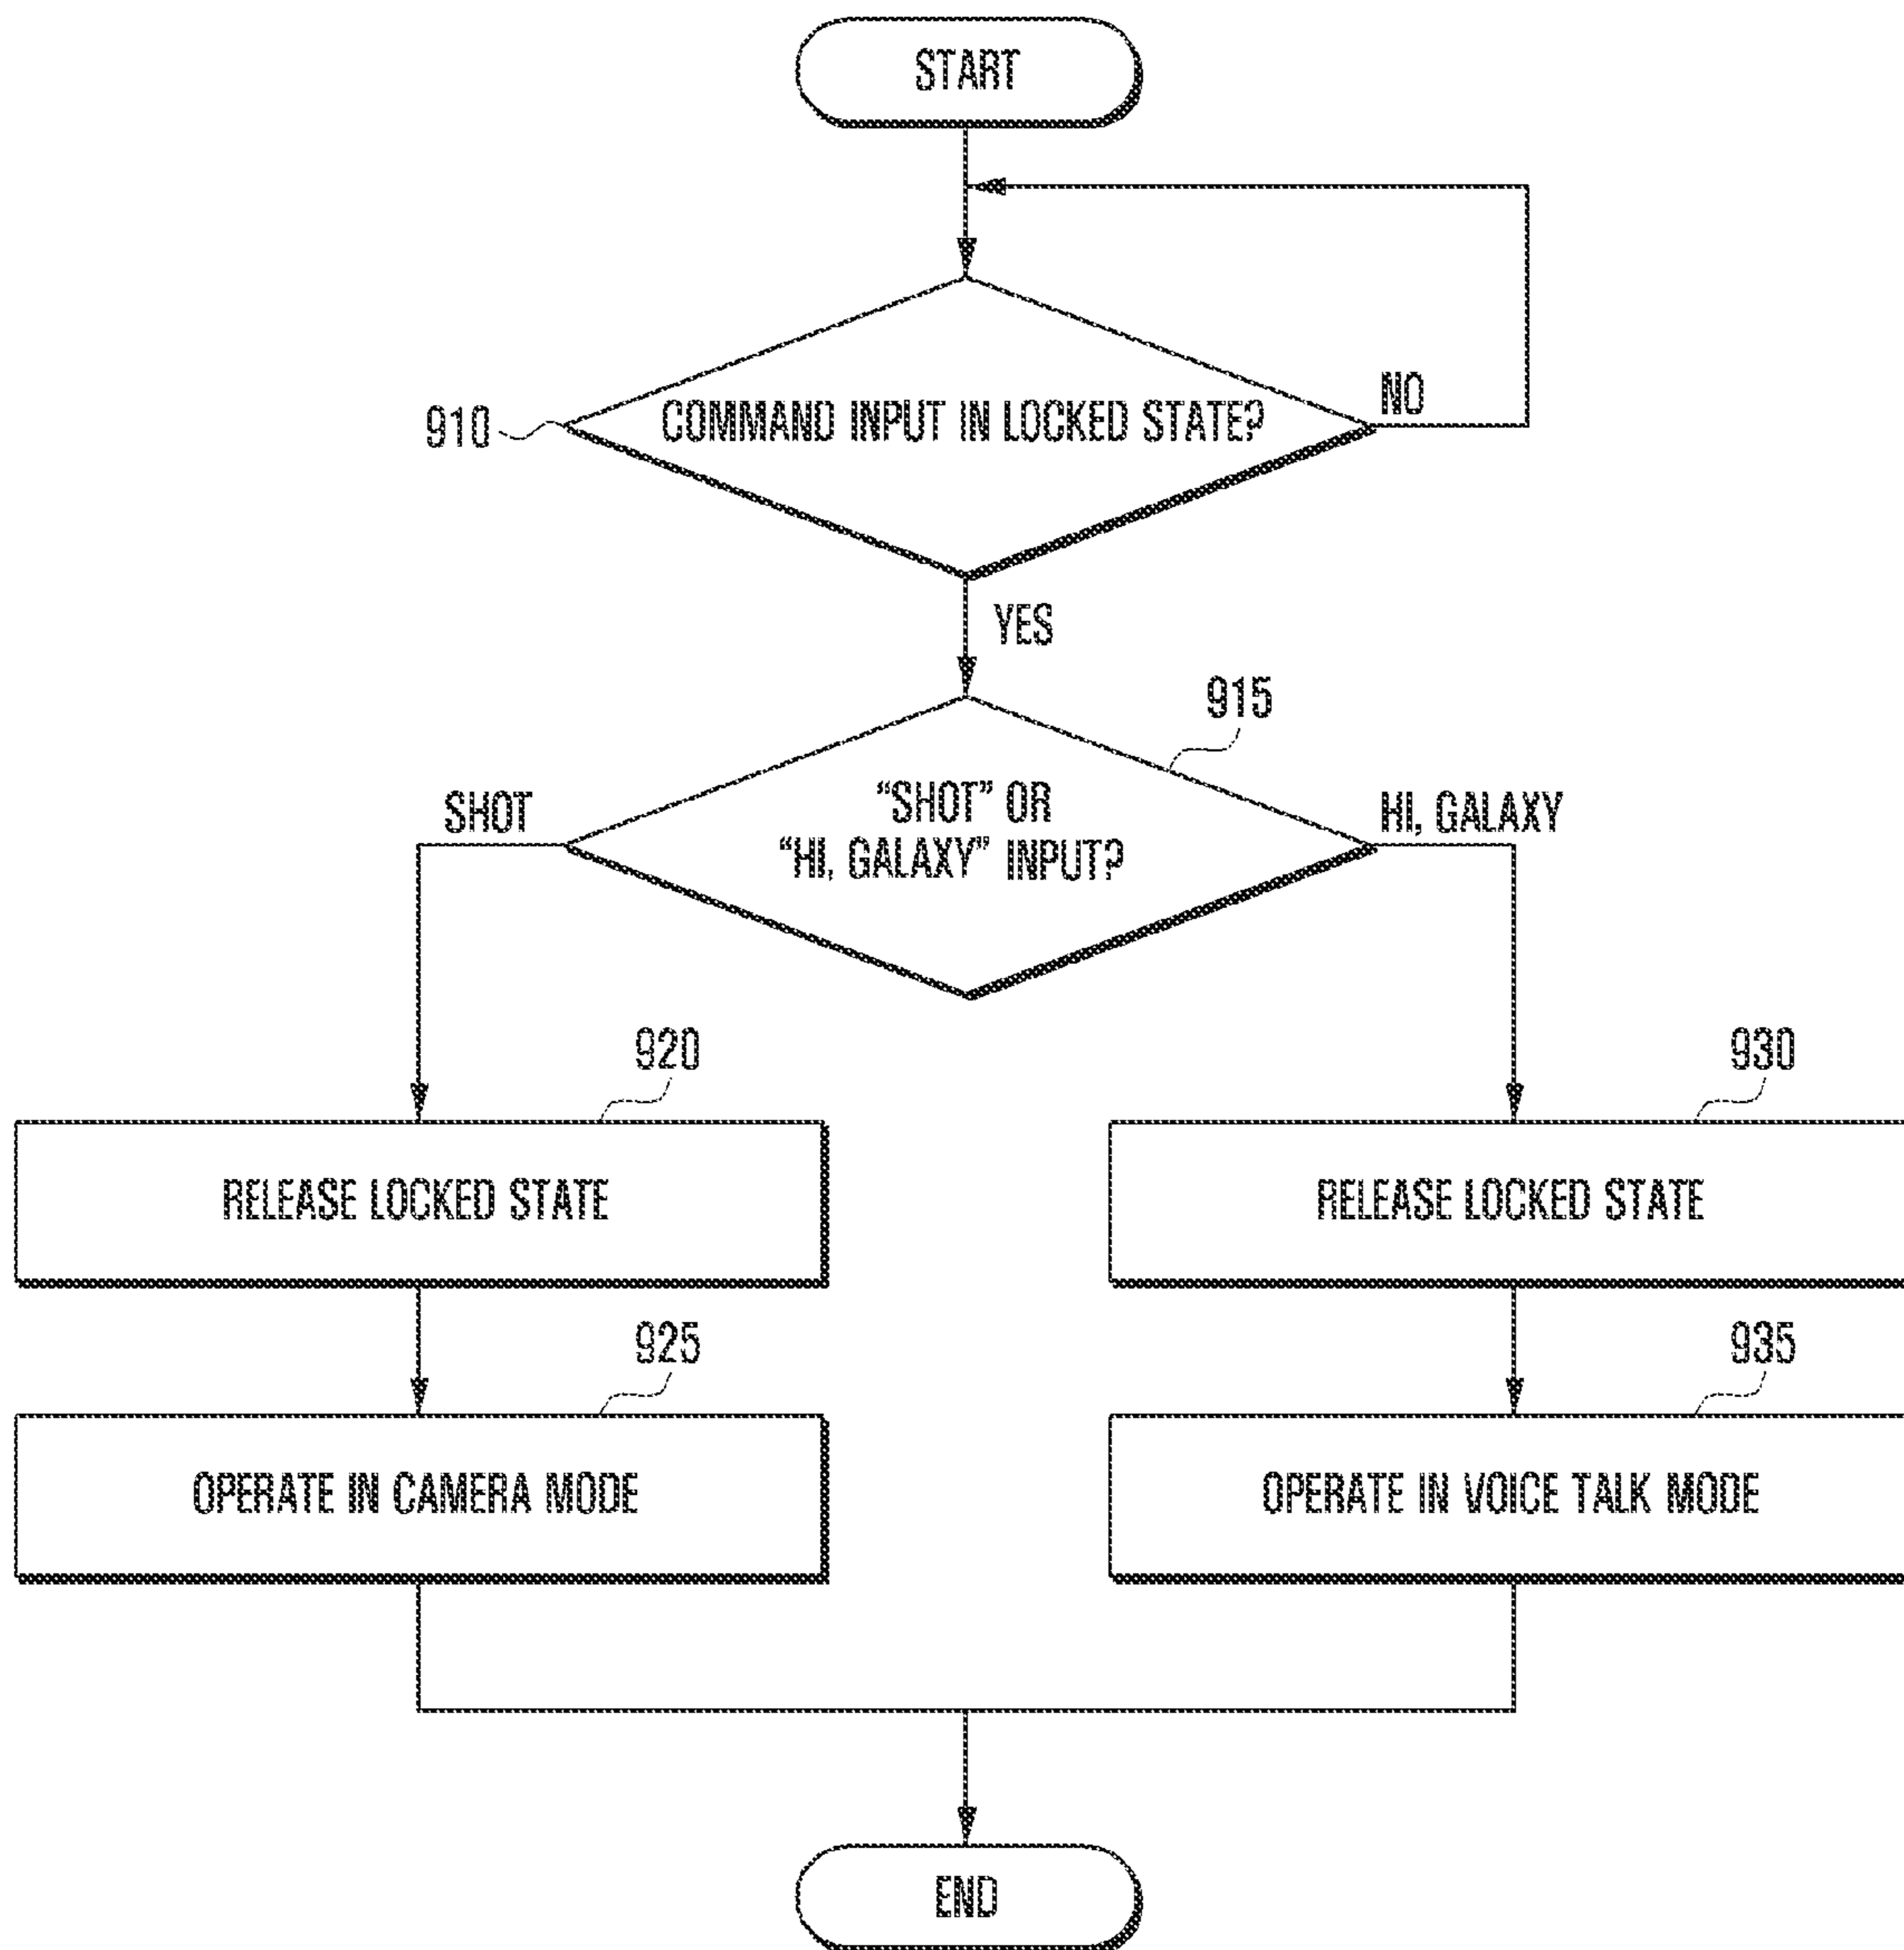 START
NO
910
COMMAND INPUT IN LOCKED STATE?
YES
915
SHOT
“SHOT” OR
“HI, GALAXY” INPUT?
HI, GALAXY
920
RELEASE LOCKED STATE
930
RELEASE LOCKED STATE
925
OPERATE IN CAMERA MODE
935
OPERATE IN VOICE TALK MODE
END